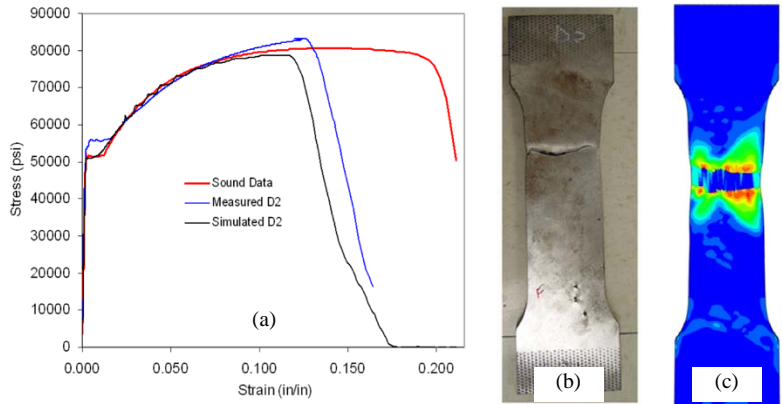 (a)
90000
80000
70000
60000
50000
40000
30000
20000
10000
0
Stress (psi)
Sound Data
Measured D2
Simulated D2
(a)
0.000
0.050
0.100
0.150
0.200
Strain (in/in)
D2
F
(b)
(c)